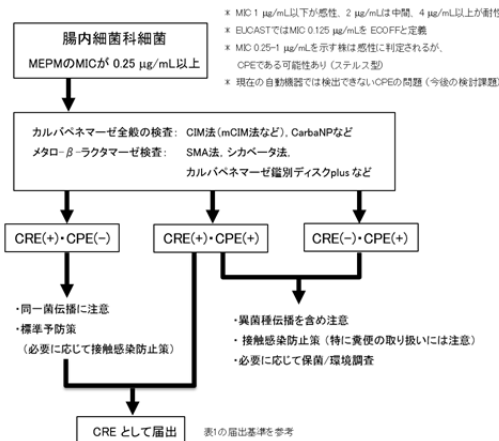 腸内細菌科細菌
MEPMのMICが 0.25 μg/mL以上
* MIC 1 μg/mL以下が感性, 2 μg/mLは中間, 4 μg/mL以上が耐性
* EUCASTではMIC 0.125 μg/mLを ECOFFと定義
* MIC 0.25-1 μg/mLを示す株は感性に判定されるが,
CPEである可能性あり (ステルス型)
* 現在の自動機器では検出できないCPEの問題 (今後の検討課題)
カルバペネマーゼ全般の検査: CIM法(mCIM法など), CarbaNPなど
メタロ-β-ラクタマーゼ検査: SMA法, シカベータ法,
カルバペネマーゼ鑑別ディスクplus など
CRE(+)・CPE(-)
CRE(+)・CPE(+)
CRE(-)・CPE(+)
・同一菌伝播に注意
・標準予防策
(必要に応じて接触感染防止策)
・異菌種伝播を含め注意
・接触感染防止策 (特に糞便の取り扱いには注意)
・必要に応じて保菌/環境調査
CRE として届出
表1の届出基準を参考